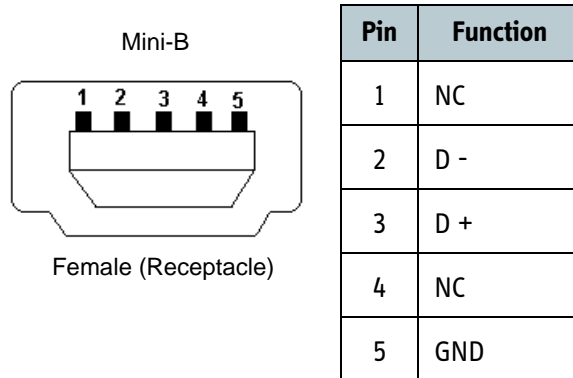 Mini-B
1 2 3 4 5
Female (Receptacle)
Pin Function
1 NC
2 D -
3 D +
4 NC
5 GND